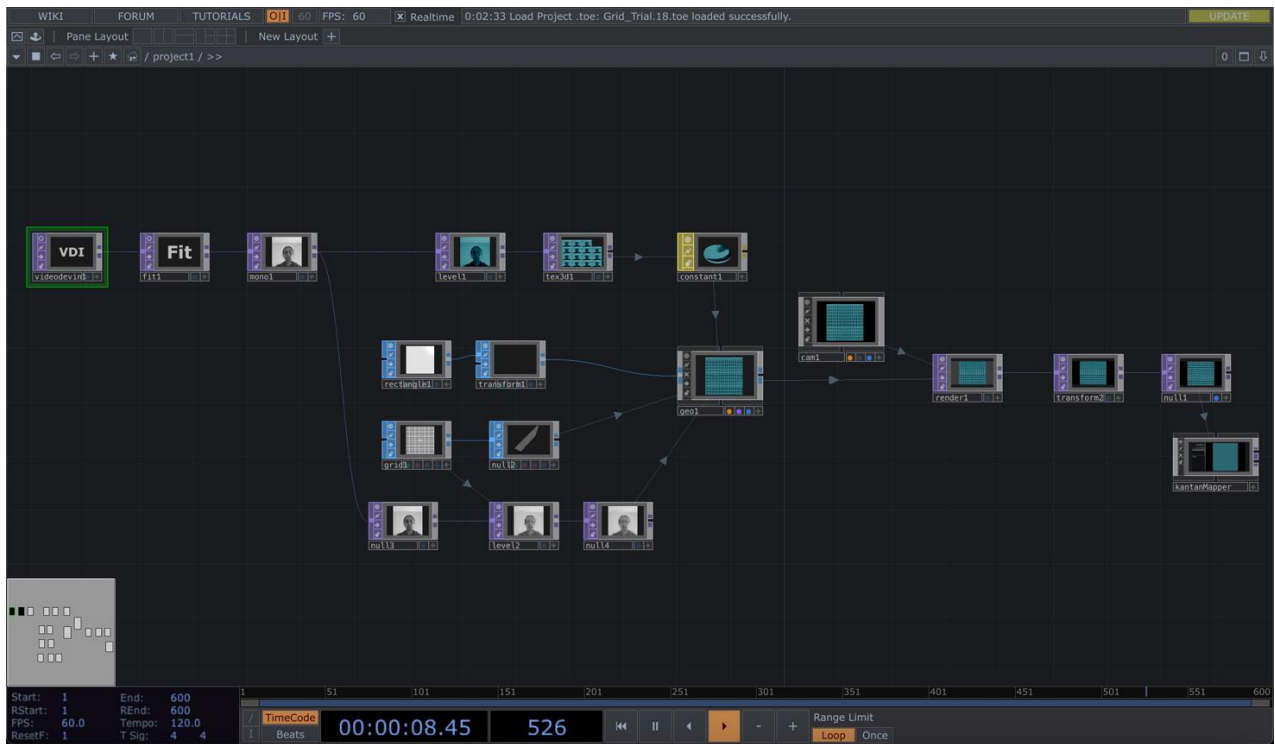 WIKI FORUM TUTORIALS O|I 60 FPS: 60 Realtime 0:02:33 Load Project .toe: Grid_Trial.18.toe loaded successfully. UPDATE
Pane Layout New Layout +
/ project1 / >> 0
VDI Fit
videodevin1 fit1 mono1 level1 tex3d1 constant1
cam1
rectangle1 transform1
render1 transform2 null1
geo1
grid1 null2
kantanMapper
null3 level2 null4
1 51 101 151 201 251 301 351 401 451 501 551 600
Start: 1 End: 600
RStart: 1 REnd: 600
FPS: 60.0 Tempo: 120.0
ResetF: 1 T Sig: 4 4
TimeCode
Beats
00:00:08.45 526
- +
Range Limit
Loop Once